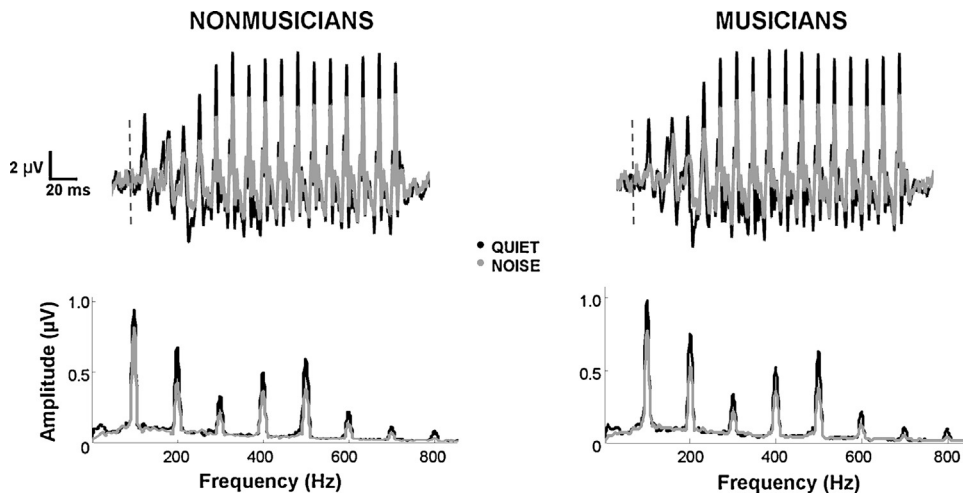 NONMUSICIANS
MUSICIANS
2 µV
20 ms
QUIET
NOISE
Amplitude (µV)
1.0
0.5
0
200
400
600
800
Frequency (Hz)
1.0
0.5
0
200
400
600
800
Frequency (Hz)